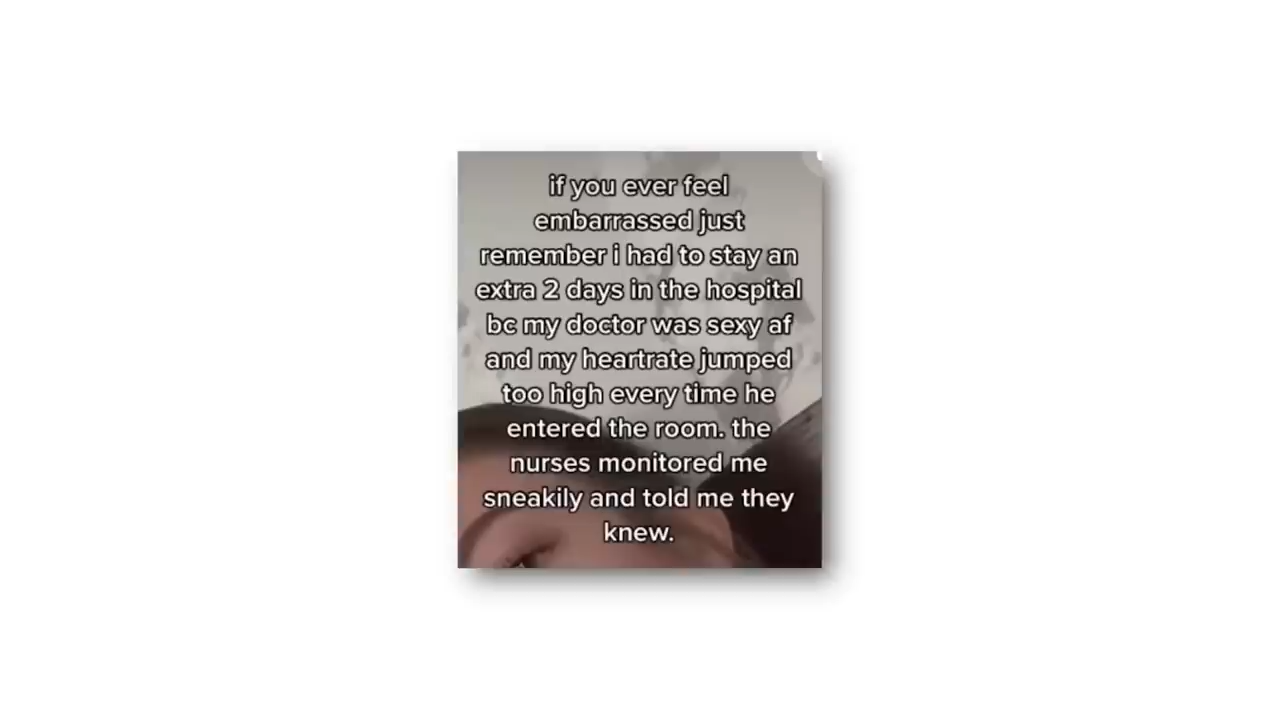 if you ever feel
embarrassed just
remember i had to stay an
extra 2 days in the hospital
bc my doctor was sexy af
and my heartrate jumped
too high every time he
entered the room. the
nurses monitored me
sneakily and told me they
knew.